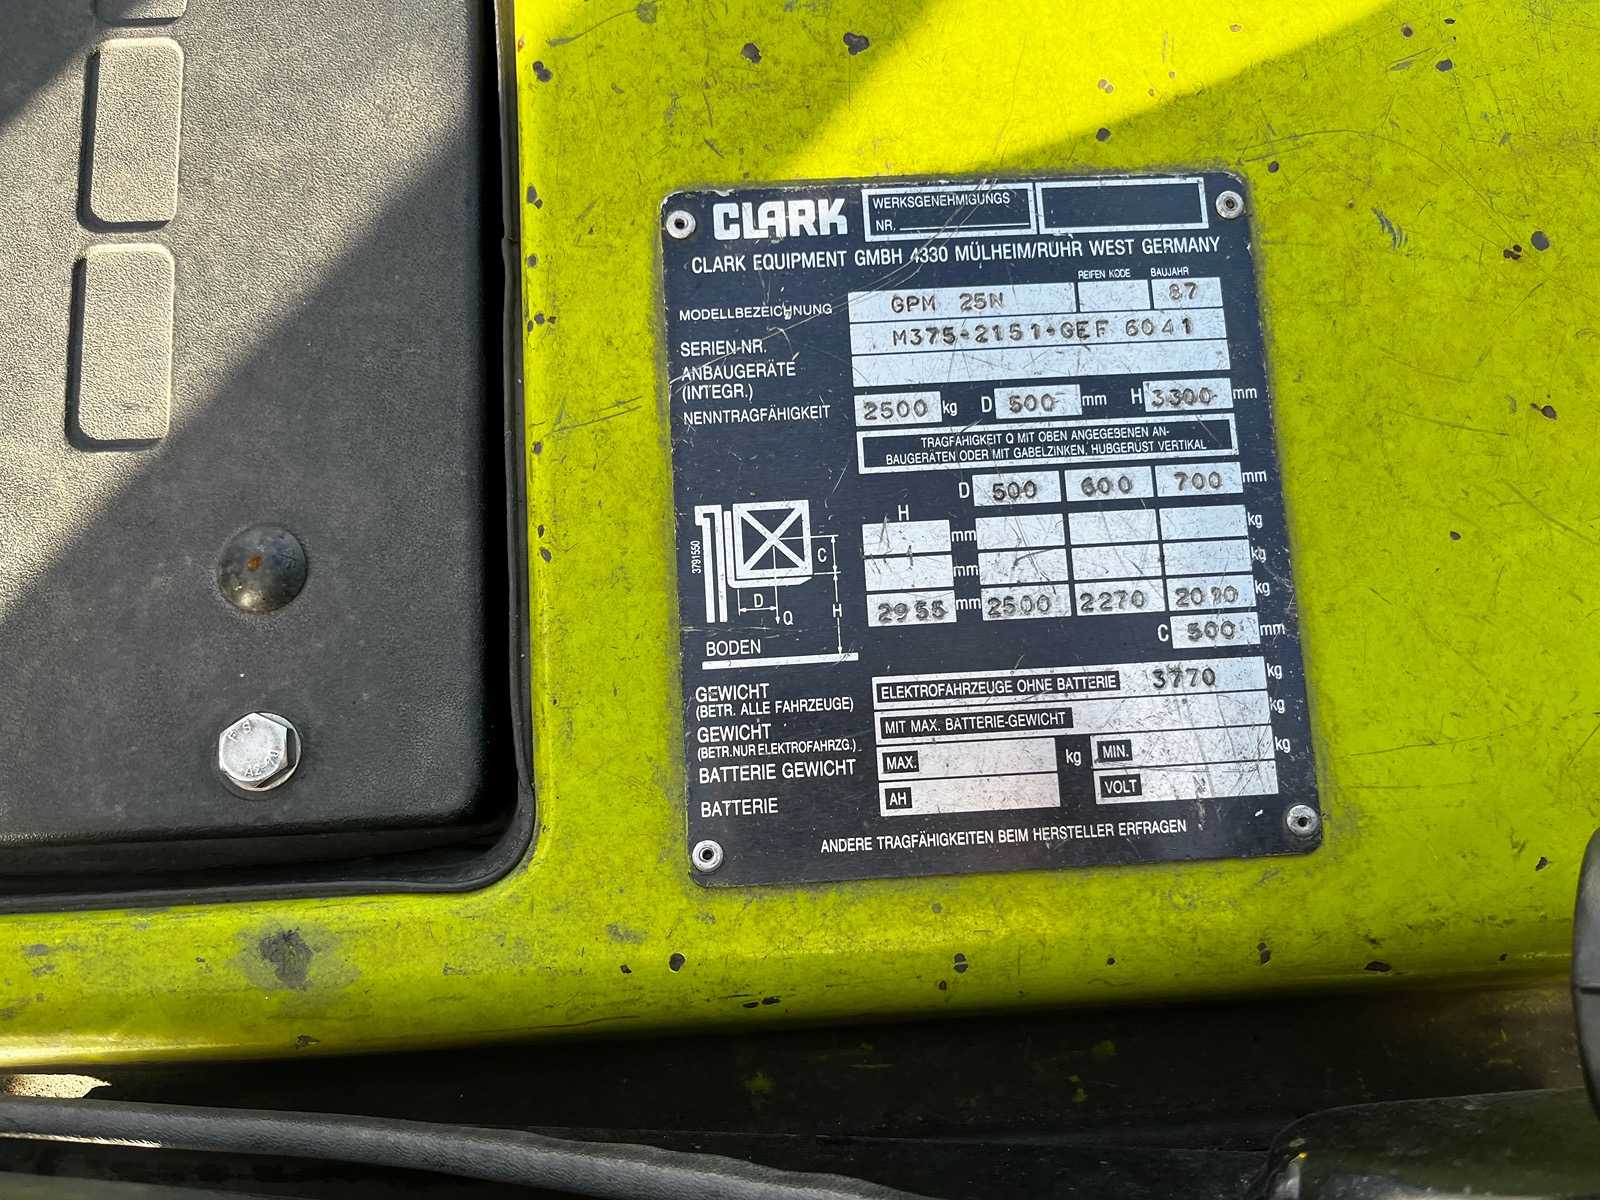 CLARK
WERKSGENEHMIGUNGS
NR.
CLARK EQUIPMENT GMBH 4330 MÜLHEIM/RUHR WEST GERMANY
REIFEN KODE BAUJAHR
MODELLBEZEICHNUNG GPM 25N 87
SERIEN-NR. M375-2151-GEF 6041
ANBAUGERÄTE
(INTEGR.)
NENNTRAGFÄHIGKEIT 2500 kg D 500 mm H 3300 mm
TRAGFÄHIGKEIT Q MIT OBEN ANGEGEBENEN AN-
BAUGERÄTEN ODER MIT GABELZINKEN, HUBGERÜST VERTIKAL
D 500 600 700 mm
H
mm kg
mm kg
2955 mm 2500 2270 2090 kg
C 500 mm
3791550
C
D
H
Q
BODEN
GEWICHT
(BETR. ALLE FAHRZEUGE)
ELEKTROFAHRZEUGE OHNE BATTERIE 3770 kg
GEWICHT
(BETR. NUR ELEKTROFAHRZG.)
MIT MAX. BATTERIE-GEWICHT kg
BATTERIE GEWICHT MAX. kg MIN. kg
BATTERIE AH VOLT
ANDERE TRAGFÄHIGKEITEN BEIM HERSTELLER ERFRAGEN
F.S
A2-70